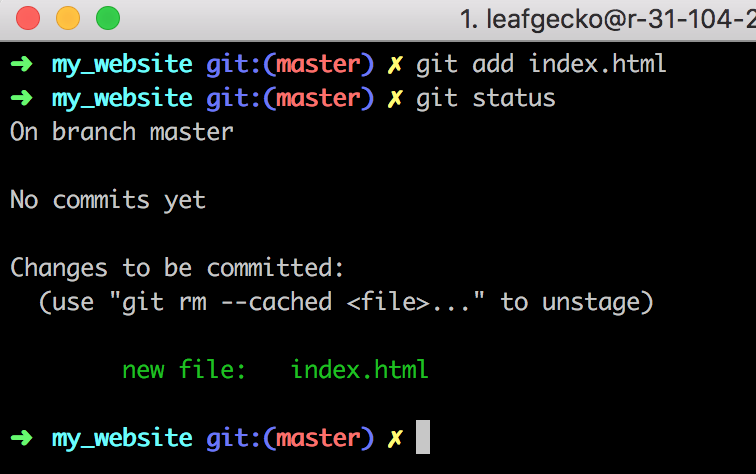 1. leafgecko@r-31-104-2
➜ my_website git:(master) ✗ git add index.html
➜ my_website git:(master) ✗ git status
On branch master
No commits yet
Changes to be committed:
(use "git rm --cached <file>..." to unstage)
new file: index.html
➜ my_website git:(master) ✗